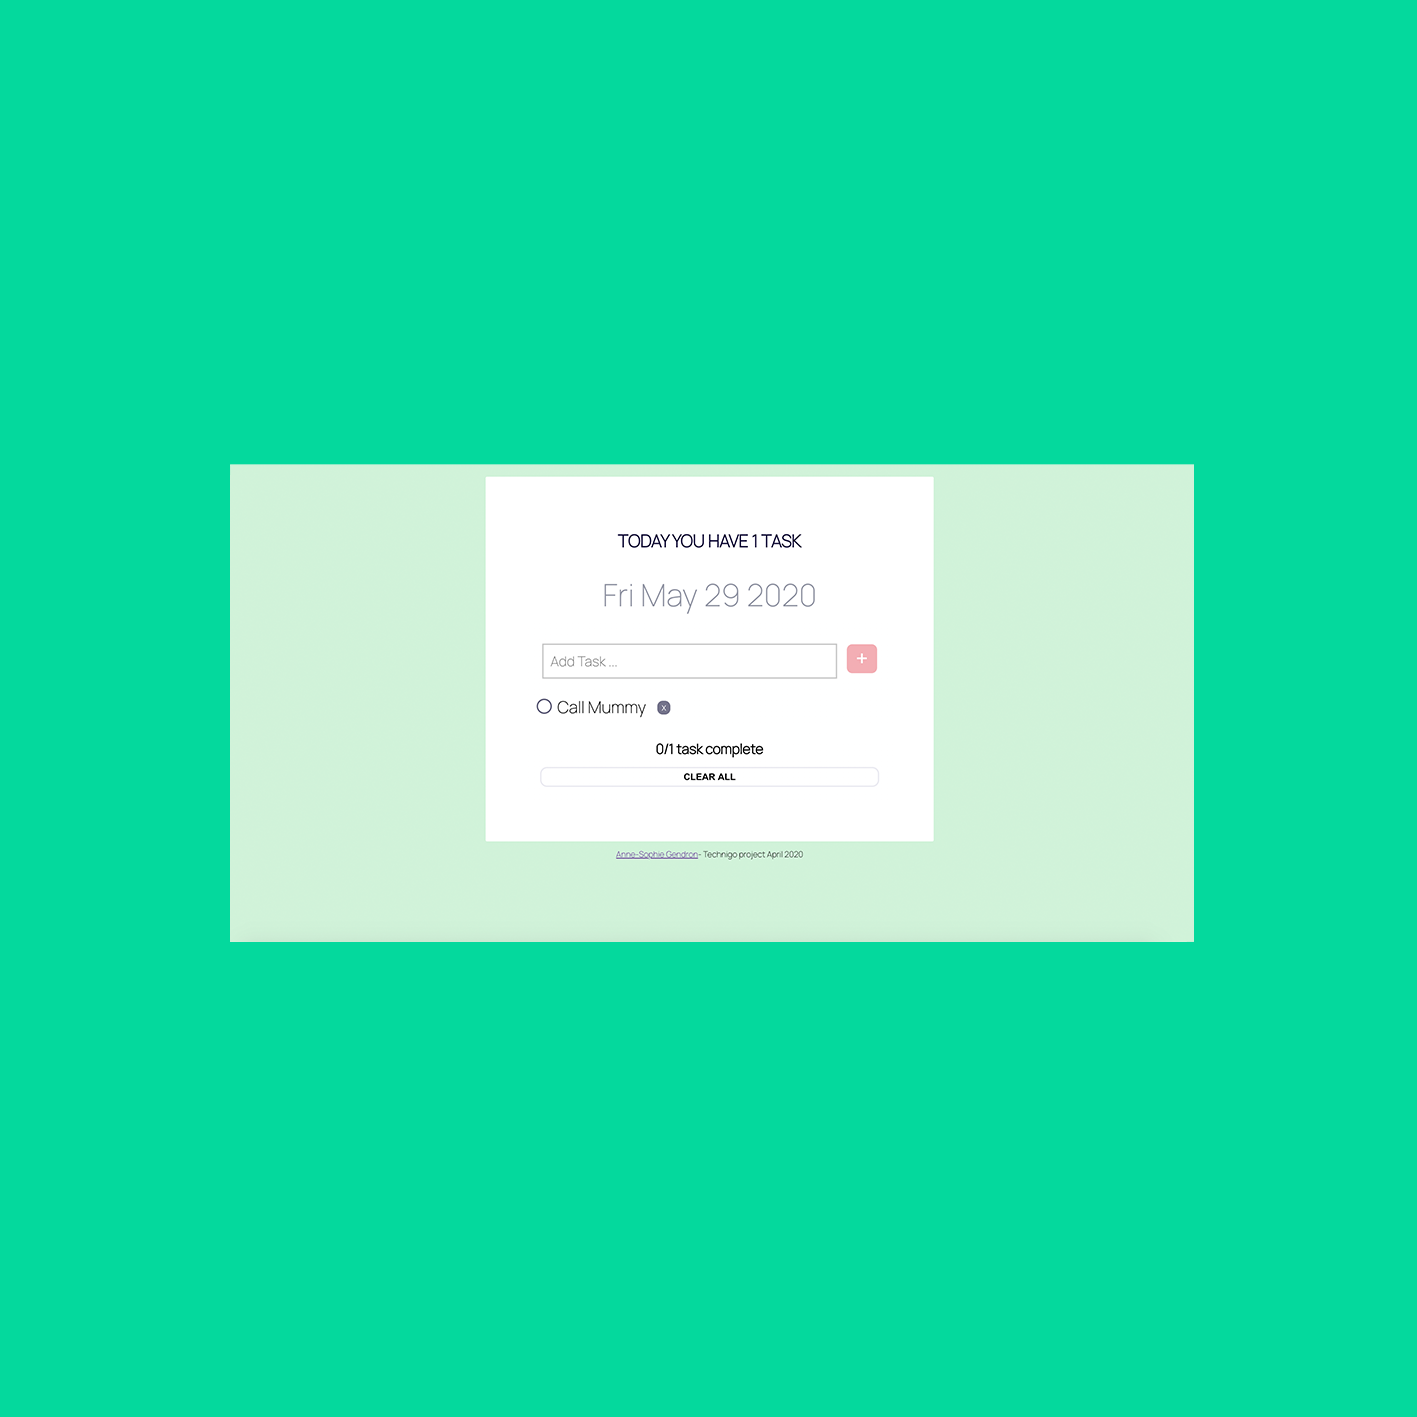 TODAY YOU HAVE 1 TASK
Fri May 29 2020
Add Task ...
+
Call Mummy x
0/1 task complete
CLEAR ALL
Anne-Sophie Gendron- Technigo project April 2020